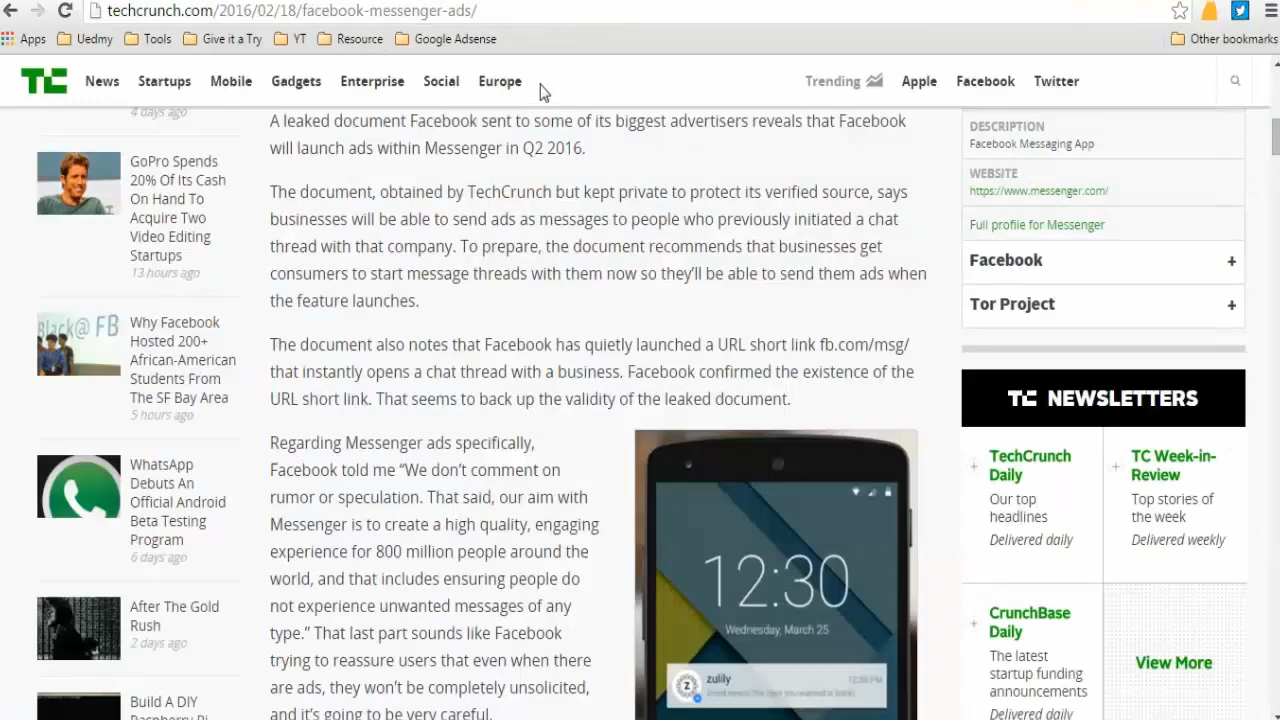 techcrunch.com/2016/02/18/facebook-messenger-ads/
Apps Uedmy Tools Give it a Try YT Resource Google Adsense Other bookmarks
TC News Startups Mobile Gadgets Enterprise Social Europe Trending Apple Facebook Twitter
4 days ago
GoPro Spends
20% Of Its Cash
On Hand To
Acquire Two
Video Editing
Startups
13 hours ago
Black@ FB
Why Facebook
Hosted 200+
African-American
Students From
The SF Bay Area
5 hours ago
WhatsApp
Debuts An
Official Android
Beta Testing
Program
6 days ago
After The Gold
Rush
2 days ago
Build A DIY
Raspberry Pi
A leaked document Facebook sent to some of its biggest advertisers reveals that Facebook
will launch ads within Messenger in Q2 2016.
The document, obtained by TechCrunch but kept private to protect its verified source, says
businesses will be able to send ads as messages to people who previously initiated a chat
thread with that company. To prepare, the document recommends that businesses get
consumers to start message threads with them now so they'll be able to send them ads when
the feature launches.
The document also notes that Facebook has quietly launched a URL short link fb.com/msg/
that instantly opens a chat thread with a business. Facebook confirmed the existence of the
URL short link. That seems to back up the validity of the leaked document.
Regarding Messenger ads specifically,
Facebook told me “We don't comment on
rumor or speculation. That said, our aim with
Messenger is to create a high quality, engaging
experience for 800 million people around the
world, and that includes ensuring people do
not experience unwanted messages of any
type.” That last part sounds like Facebook
trying to reassure users that even when there
are ads, they won't be completely unsolicited,
and it's going to be very careful.
12:30
Wednesday, March 25
zulily 12:30 PM
DESCRIPTION
Facebook Messaging App
WEBSITE
https://www.messenger.com/
Full profile for Messenger
Facebook +
Tor Project +
TC NEWSLETTERS
+ TechCrunch
Daily
Our top
headlines
Delivered daily
+ TC Week-in-
Review
Top stories of
the week
Delivered weekly
+ CrunchBase
Daily
The latest
startup funding
announcements
Delivered daily
View More